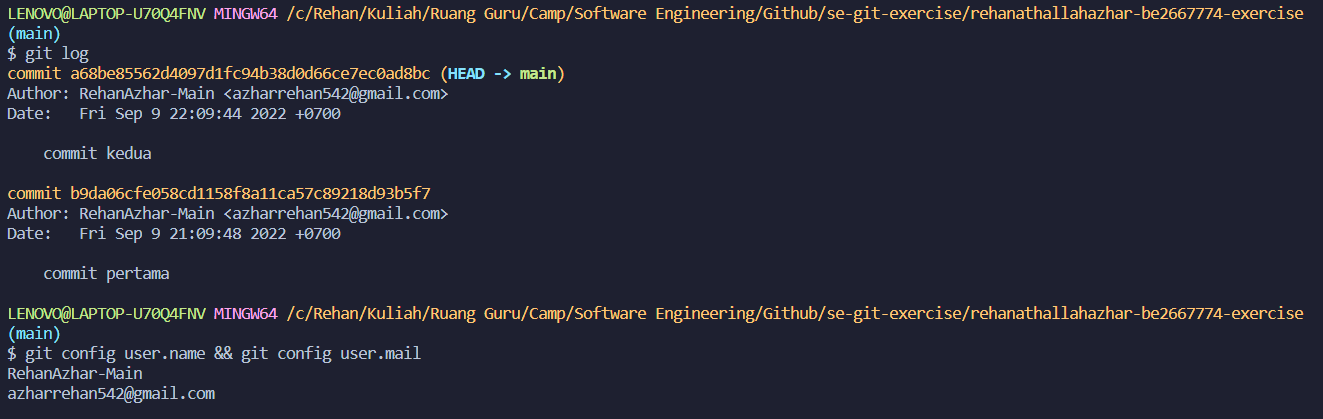 LENOVO@LAPTOP-U70Q4FNV MINGW64 /c/Rehan/Kuliah/Ruang Guru/Camp/Software Engineering/Github/se-git-exercise/rehanathallahazhar-be2667774-exercise
(main)
$ git log
commit a68be85562d4097d1fc94b38d0d66ce7ec0ad8bc (HEAD -> main)
Author: RehanAzhar-Main <azharrehan542@gmail.com>
Date:   Fri Sep 9 22:09:44 2022 +0700
    commit kedua
commit b9da06cfe058cd1158f8a11ca57c89218d93b5f7
Author: RehanAzhar-Main <azharrehan542@gmail.com>
Date:   Fri Sep 9 21:09:48 2022 +0700
    commit pertama
LENOVO@LAPTOP-U70Q4FNV MINGW64 /c/Rehan/Kuliah/Ruang Guru/Camp/Software Engineering/Github/se-git-exercise/rehanathallahazhar-be2667774-exercise
(main)
$ git config user.name && git config user.mail
RehanAzhar-Main
azharrehan542@gmail.com